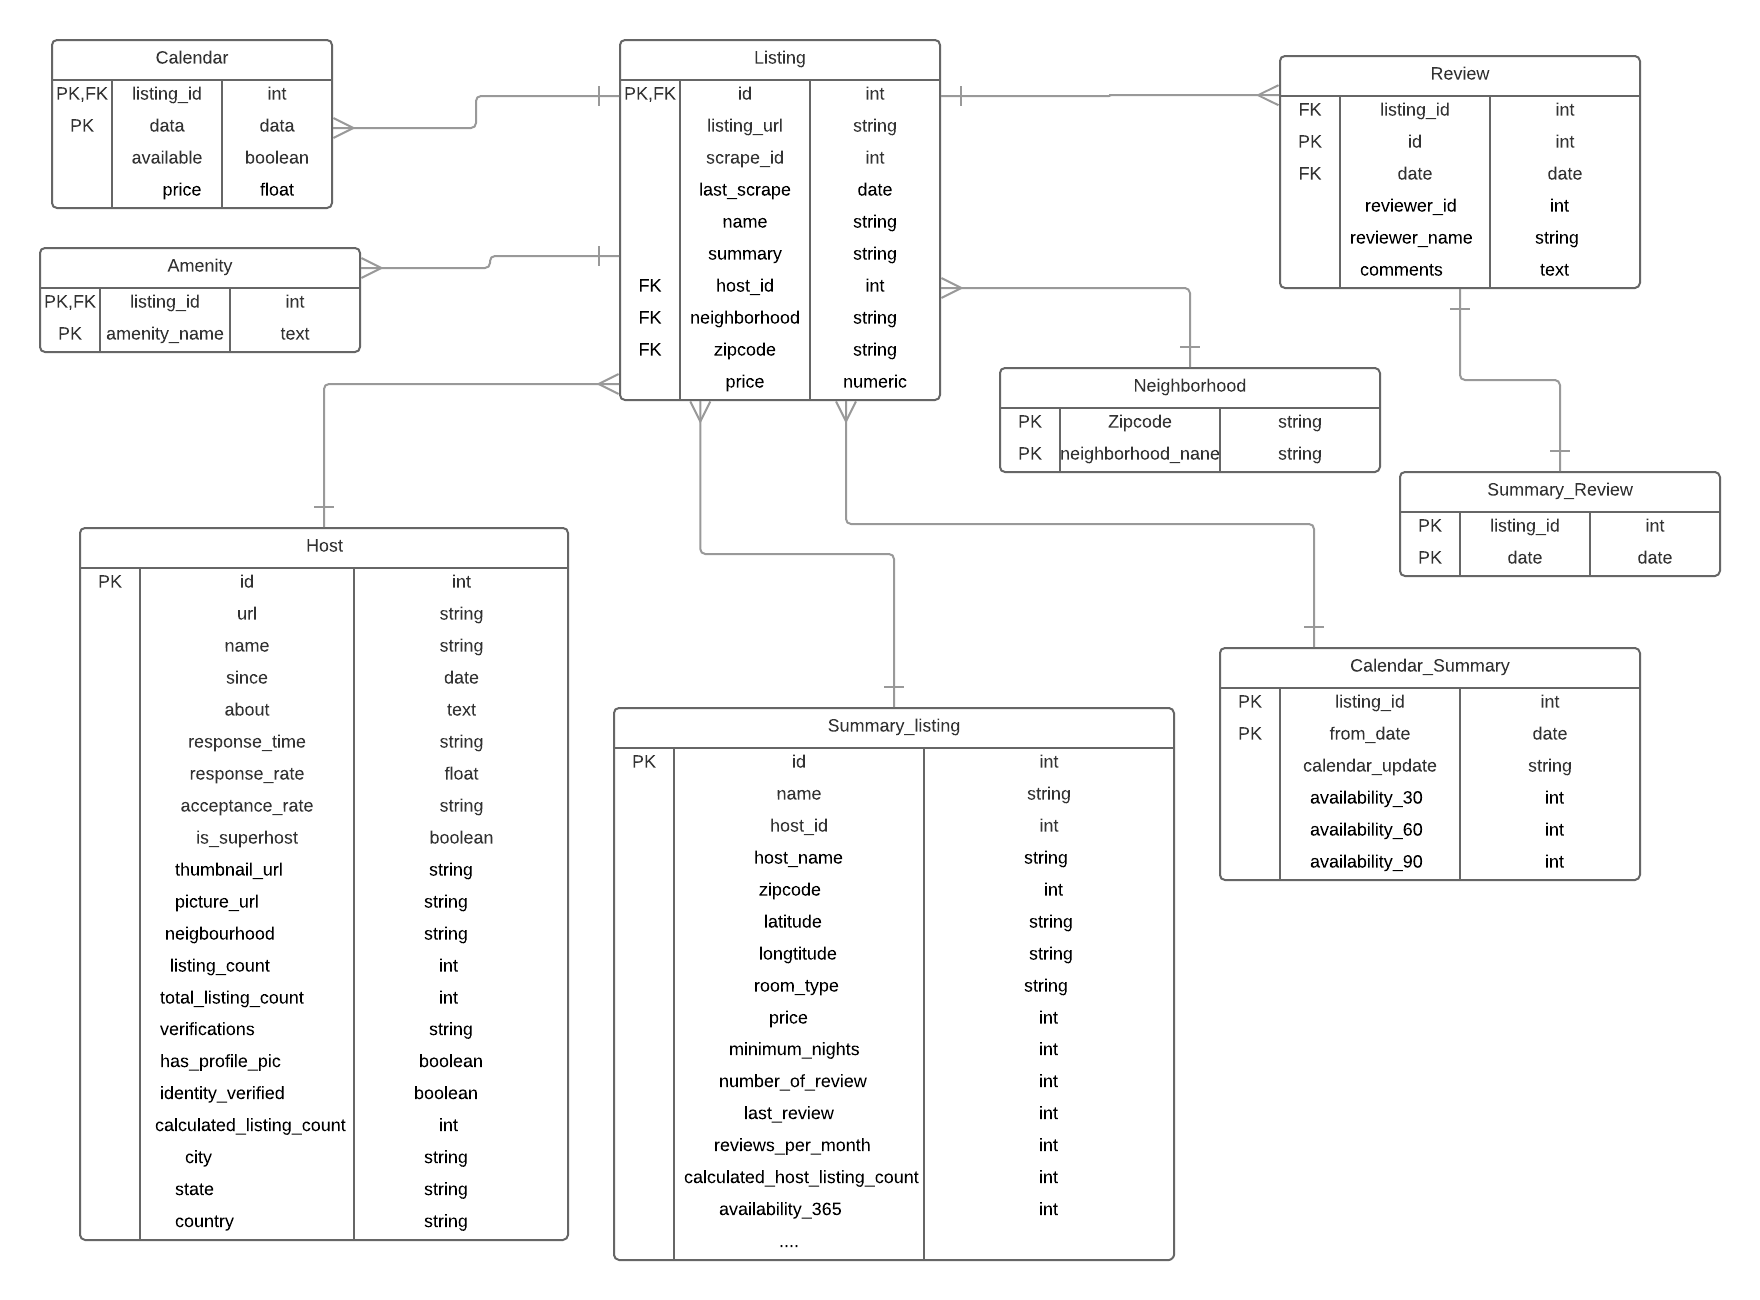 Calendar
PK,FK listing_id int
PK data data
available boolean
price float
Listing
PK,FK id int
listing_url string
scrape_id int
last_scrape date
name string
summary string
FK host_id int
FK neighborhood string
FK zipcode string
price numeric
Review
FK listing_id int
PK id int
FK date date
reviewer_id int
reviewer_name string
comments text
Amenity
PK,FK listing_id int
PK amenity_name text
Neighborhood
PK Zipcode string
PK neighborhood_nane string
Summary_Review
PK listing_id int
PK date date
Host
PK id int
url string
name string
since date
about text
response_time string
response_rate float
acceptance_rate string
is_superhost boolean
thumbnail_url string
picture_url string
neigbourhood string
listing_count int
total_listing_count int
verifications string
has_profile_pic boolean
identity_verified boolean
calculated_listing_count int
city string
state string
country string
Summary_listing
PK id int
name string
host_id int
host_name string
zipcode int
latitude string
longtitude string
room_type string
price int
minimum_nights int
number_of_review int
last_review int
reviews_per_month int
calculated_host_listing_count int
availability_365 int
....
Calendar_Summary
PK listing_id int
PK from_date date
calendar_update string
availability_30 int
availability_60 int
availability_90 int